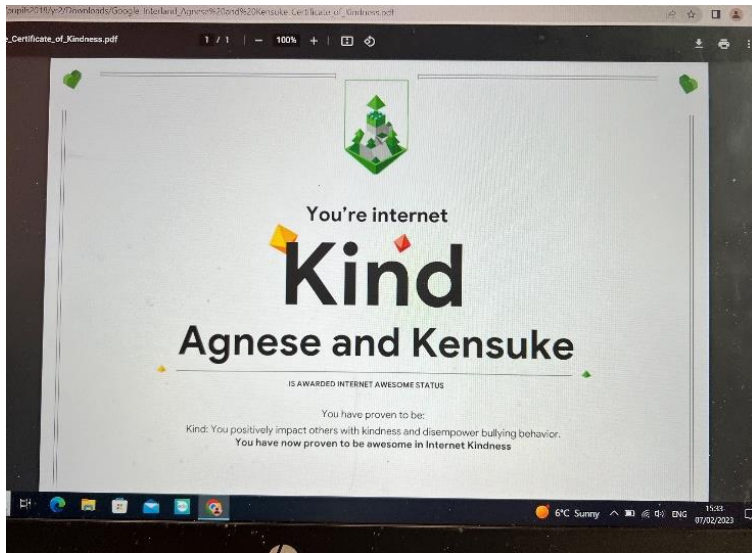 _Certificate_of_Kindness.pdf
1 / 1
100%
You're internet
Kind
Agnese and Kensuke
IS AWARDED INTERNET AWESOME STATUS
You have proven to be:
Kind: You positively impact others with kindness and disempower bullying behavior.
You have now proven to be awesome in Internet Kindness
6°C Sunny
ENG
15:33
07/02/2023